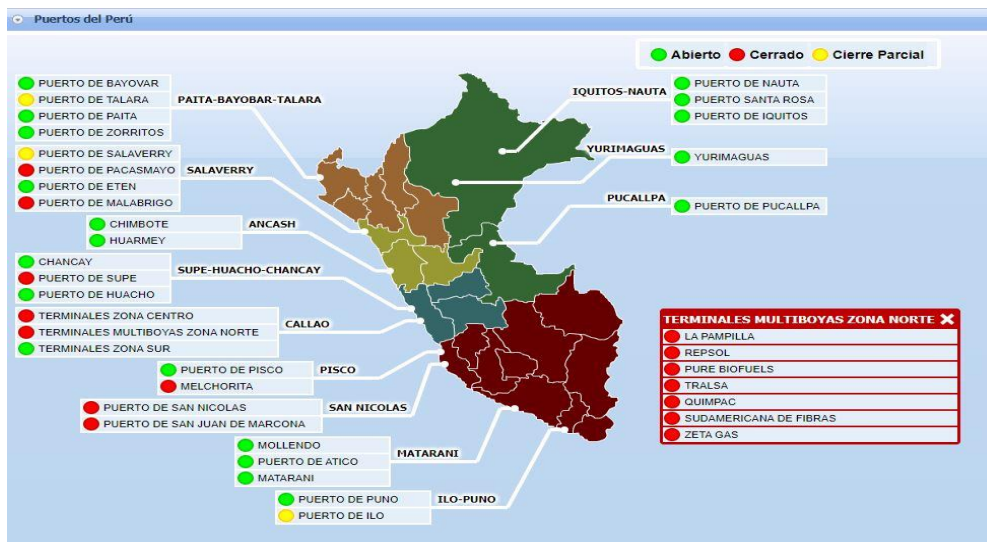 Puertos del Perú
Abierto
Cerrado
Cierre Parcial
PUERTO DE BAYOVAR
PUERTO DE TALARA
PUERTO DE PAITA
PUERTO DE ZORRITOS
PAITA-BAYOBAR-TALARA
PUERTO DE SALAVERRY
PUERTO DE PACASMAYO
PUERTO DE ETEN
PUERTO DE MALABRIGO
SALAVERRY
CHIMBOTE
HUARMEY
ANCASH
CHANCAY
PUERTO DE SUPE
PUERTO DE HUACHO
SUPE-HUACHO-CHANCAY
TERMINALES ZONA CENTRO
TERMINALES MULTIBOYAS ZONA NORTE
TERMINALES ZONA SUR
CALLAO
PUERTO DE PISCO
MELCHORITA
PISCO
PUERTO DE SAN NICOLAS
PUERTO DE SAN JUAN DE MARCONA
SAN NICOLAS
MOLLENDO
PUERTO DE ATICO
MATARANI
MATARANI
PUERTO DE PUNO
PUERTO DE ILO
ILO-PUNO
IQUITOS-NAUTA
PUERTO DE NAUTA
PUERTO SANTA ROSA
PUERTO DE IQUITOS
YURIMAGUAS
YURIMAGUAS
PUCALLPA
PUERTO DE PUCALLPA
TERMINALES MULTIBOYAS ZONA NORTE
LA PAMPILLA
REPSOL
PURE BIOFUELS
TRALSA
QUIMPAC
SUDAMERICANA DE FIBRAS
ZETA GAS